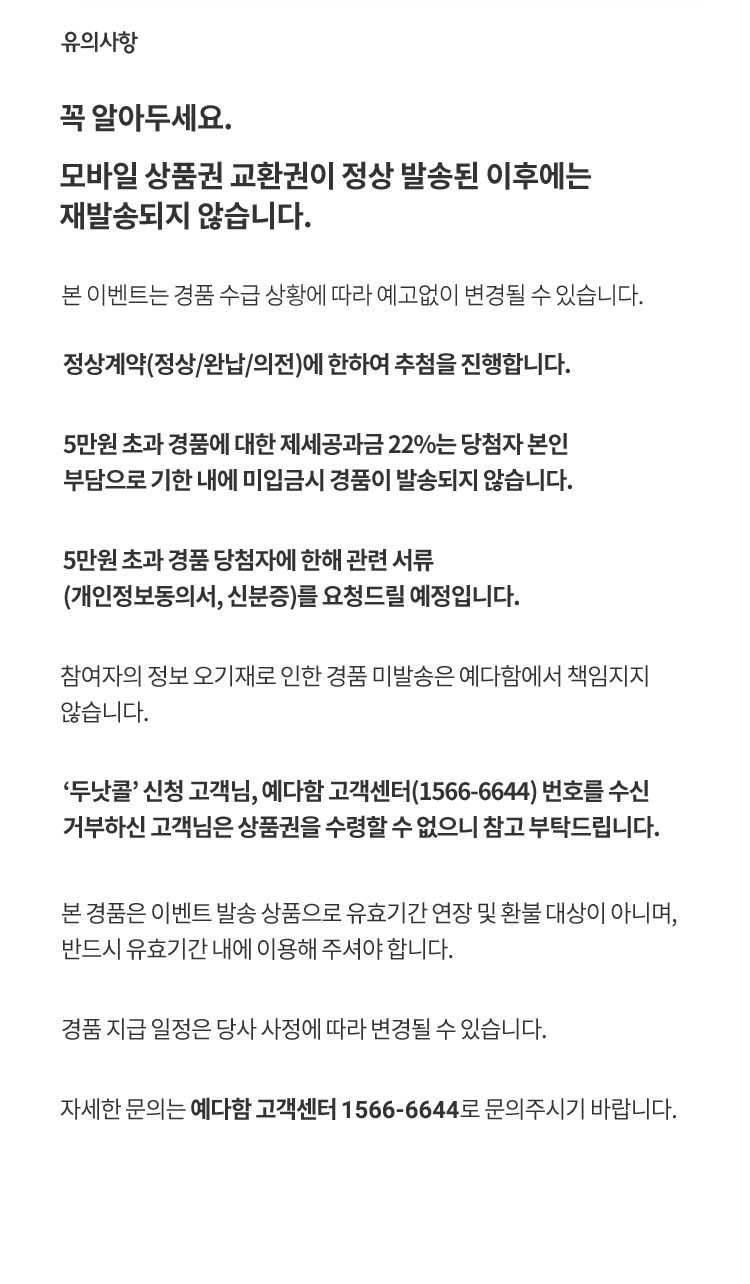 유의사항
꼭 알아두세요.
모바일 상품권 교환권이 정상 발송된 이후에는
재발송되지 않습니다.
본 이벤트는 경품 수급 상황에 따라 예고없이 변경될 수 있습니다.
정상계약(정상/완납/의전)에 한하여 추첨을 진행합니다.
5만원 초과 경품에 대한 제세공과금 22%는 당첨자 본인
부담으로 기한 내에 미입금시 경품이 발송되지 않습니다.
5만원 초과 경품 당첨자에 한해 관련 서류
(개인정보동의서, 신분증)를 요청드릴 예정입니다.
참여자의 정보 오기재로 인한 경품 미발송은 예다함에서 책임지지
않습니다.
‘두낫콜’ 신청 고객님, 예다함 고객센터(1566-6644) 번호를 수신
거부하신 고객님은 상품권을 수령할 수 없으니 참고 부탁드립니다.
본 경품은 이벤트 발송 상품으로 유효기간 연장 및 환불 대상이 아니며,
반드시 유효기간 내에 이용해 주셔야 합니다.
경품 지급 일정은 당사 사정에 따라 변경될 수 있습니다.
자세한 문의는 예다함 고객센터 1566-6644로 문의주시기 바랍니다.